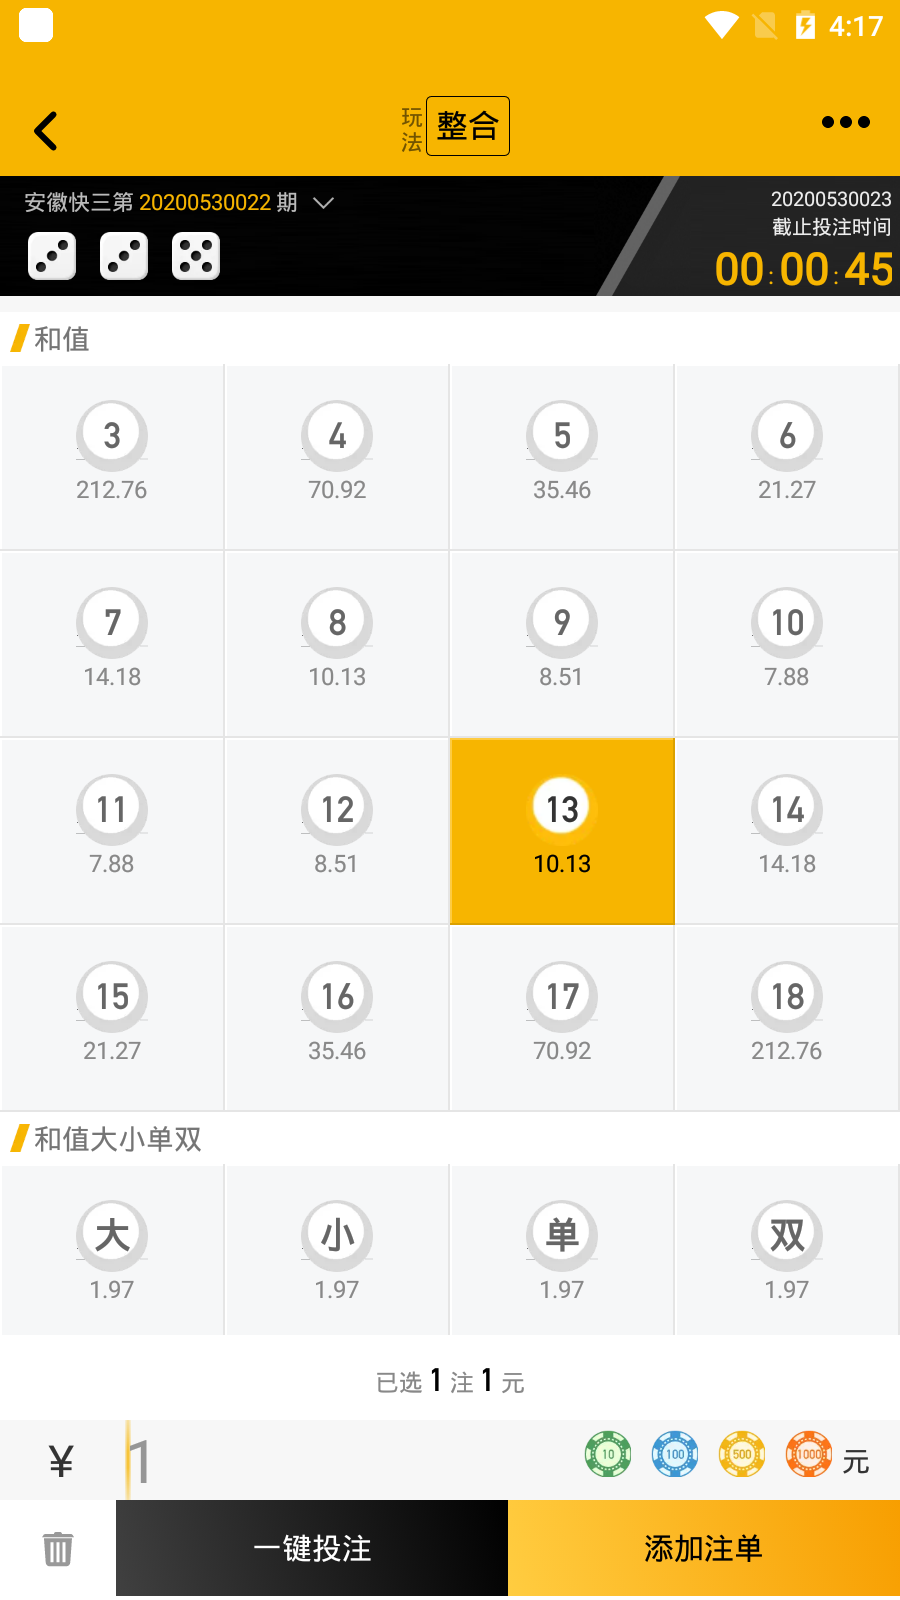 4:17
玩法
整合
安徽快三第 20200530022 期
20200530023
截止投注时间
00:00:45
和值
3 4 5 6
212.76 70.92 35.46 21.27
7 8 9 10
14.18 10.13 8.51 7.88
11 12 13 14
7.88 8.51 10.13 14.18
15 16 17 18
21.27 35.46 70.92 212.76
和值大小单双
大 小 单 双
1.97 1.97 1.97 1.97
已选 1 注 1 元
¥ 1 10 100 500 1000 元
一键投注 添加注单